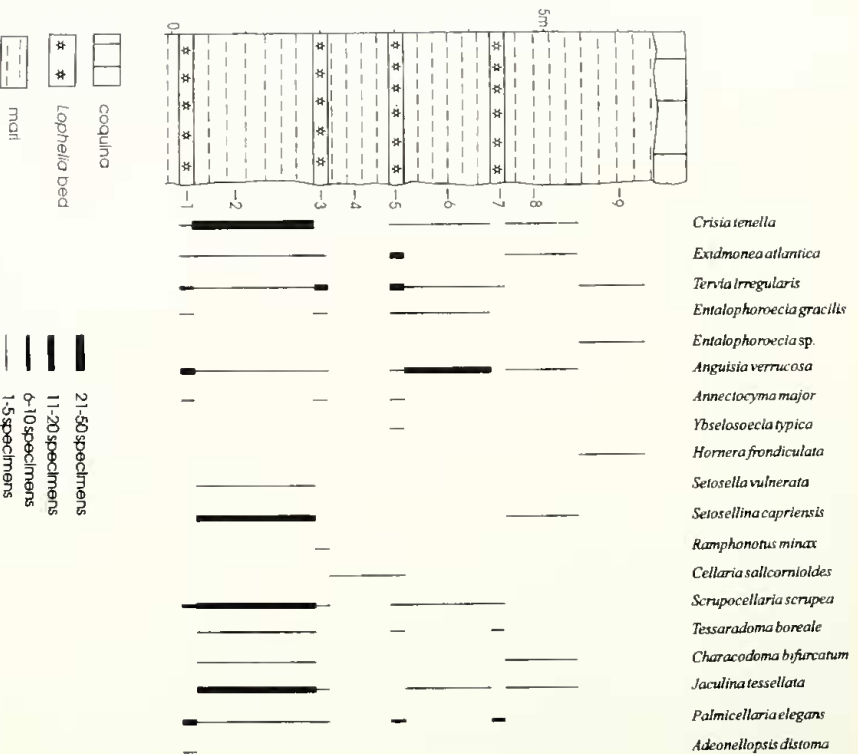 0
5m
coquina
Lophelia bed
marl
1
2
3
4
5
6
7
8
9
21-50 specimens
11-20 specimens
6-10 specimens
1-5 specimens
Crisia tenella
Exidmonea atlantica
Tervia irregularis
Entalophoroecia gracilis
Entalophoroecia sp.
Anguisia verrucosa
Annectocyma major
Ybselosoecia typica
Hornera frondiculata
Setosella vulnerata
Setosellina capriensis
Ramphonotus minax
Cellaria salicornioides
Scrupocellaria scrupea
Tessaradoma boreale
Characodoma bifurcatum
Jaculina tessellata
Palmicellaria elegans
Adeonellopsis distoma